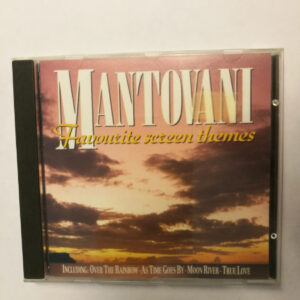 MANTOVANI
Favourite screen themes
INCLUDING · OVER THE RAINBOW · AS TIME GOES BY · MOON RIVER · TRUE LOVE